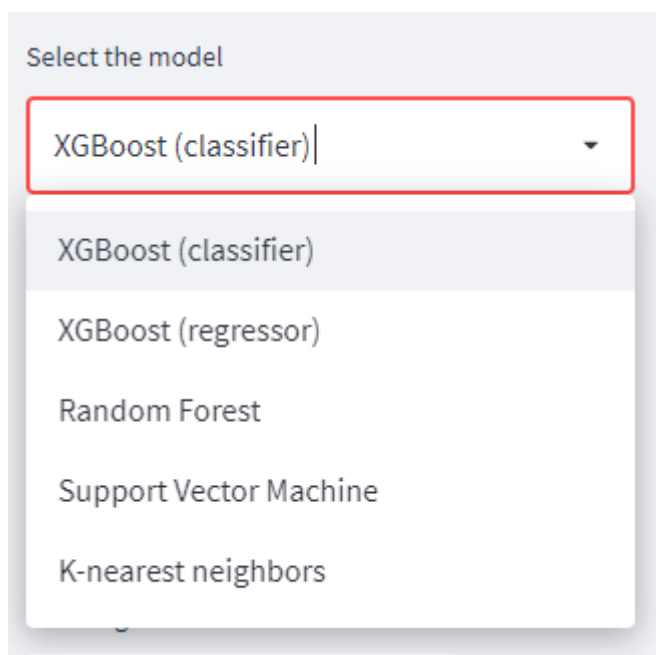 Select the model
XGBoost (classifier)
XGBoost (classifier)
XGBoost (regressor)
Random Forest
Support Vector Machine
K-nearest neighbors